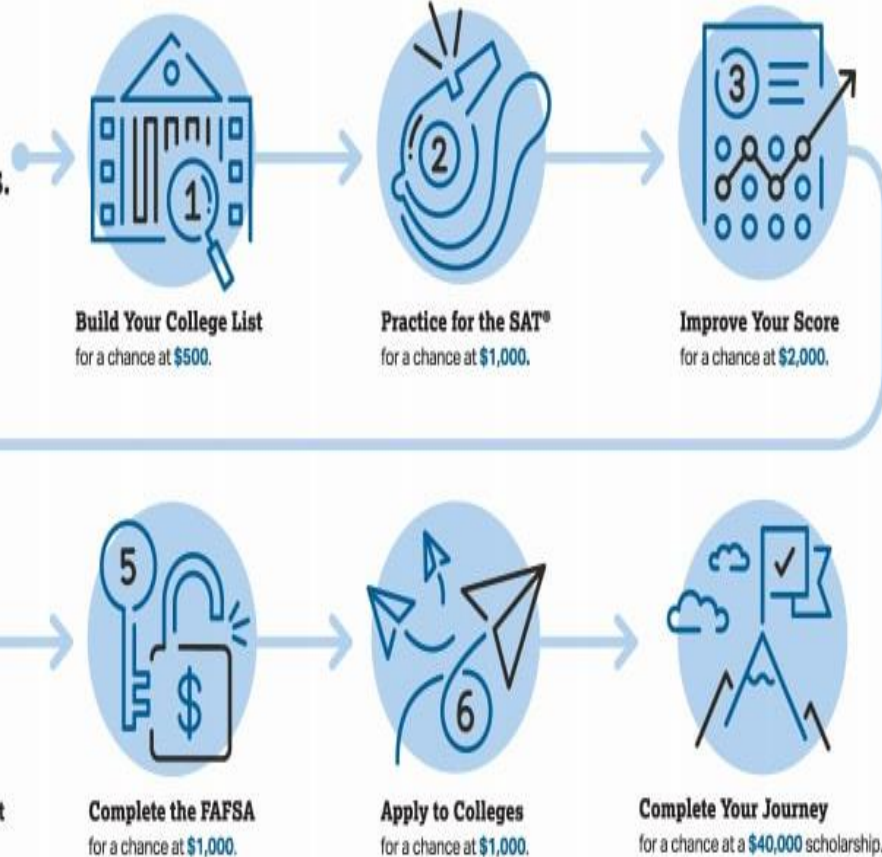 s.
1
2
3
Build Your College List
for a chance at $500.
Practice for the SAT®
for a chance at $1,000.
Improve Your Score
for a chance at $2,000.
5
$
6
t
Complete the FAFSA
for a chance at $1,000.
Apply to Colleges
for a chance at $1,000.
Complete Your Journey
for a chance at a $40,000 scholarship.